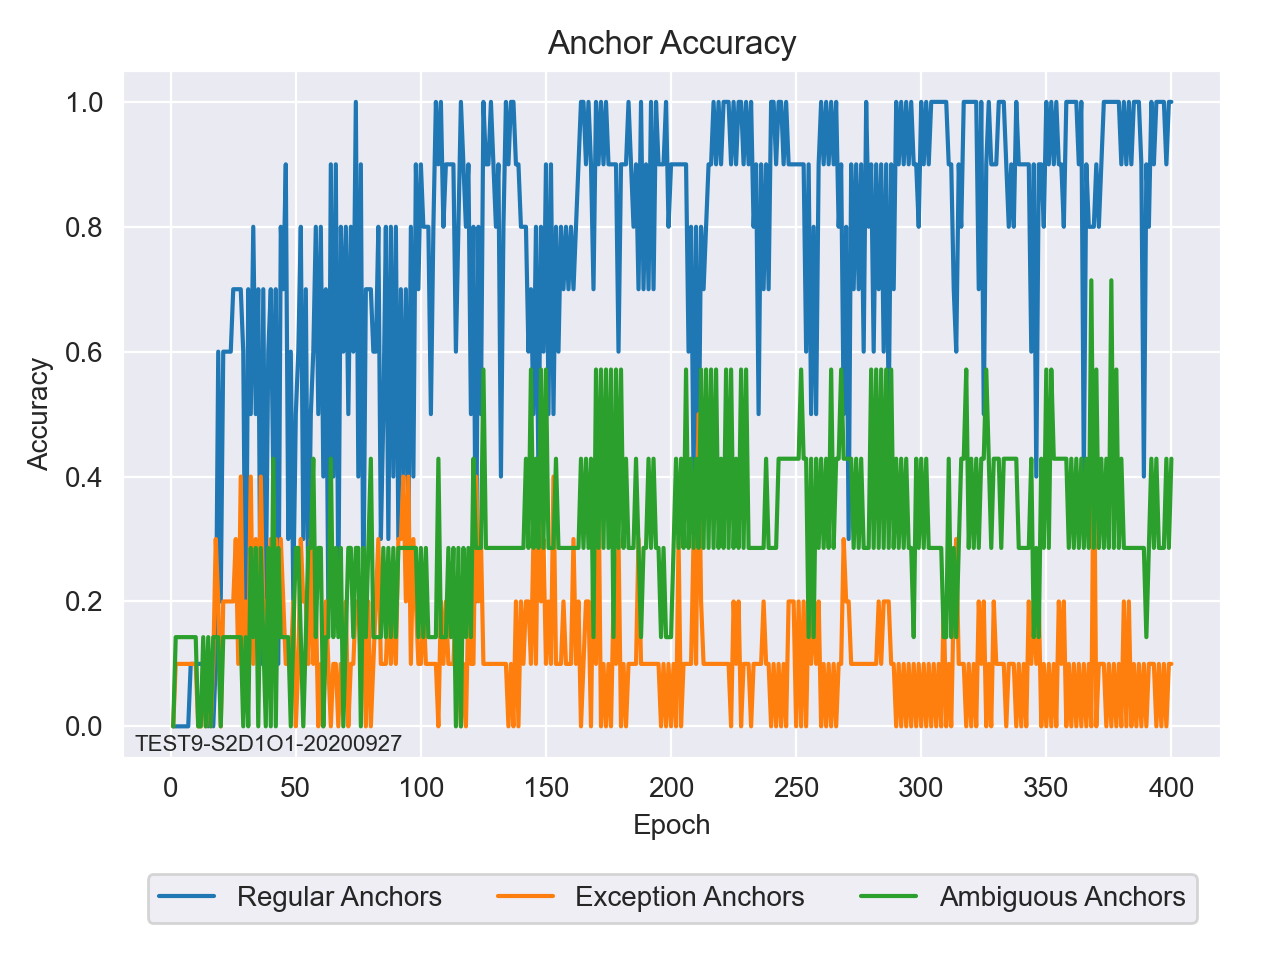 Anchor Accuracy
1.0
0.8
0.6
0.4
0.2
0.0
Accuracy
TEST9-S2D1O1-20200927
0 50 100 150 200 250 300 350 400
Epoch
Regular Anchors Exception Anchors Ambiguous Anchors